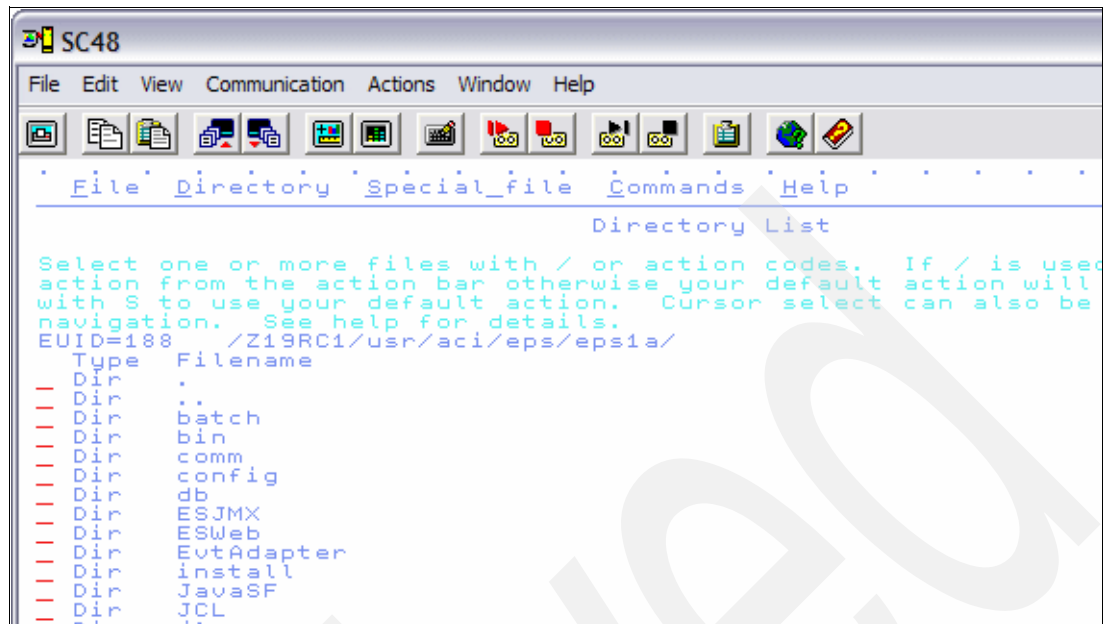 SC48
File Edit View Communication Actions Window Help
File Directory Special_file Commands Help
Directory List
Select one or more files with / or action codes. If / is used
action from the action bar otherwise your default action will
with S to use your default action. Cursor select can also be
navigation. See help for details.
EUID=188 /Z19RC1/usr/aci/eps/eps1a/
Type Filename
_ Dir .
_ Dir ..
_ Dir batch
_ Dir bin
_ Dir comm
_ Dir config
_ Dir db
_ Dir ESJMX
_ Dir ESWeb
_ Dir EvtAdapter
_ Dir install
_ Dir JavaSF
_ Dir JCL